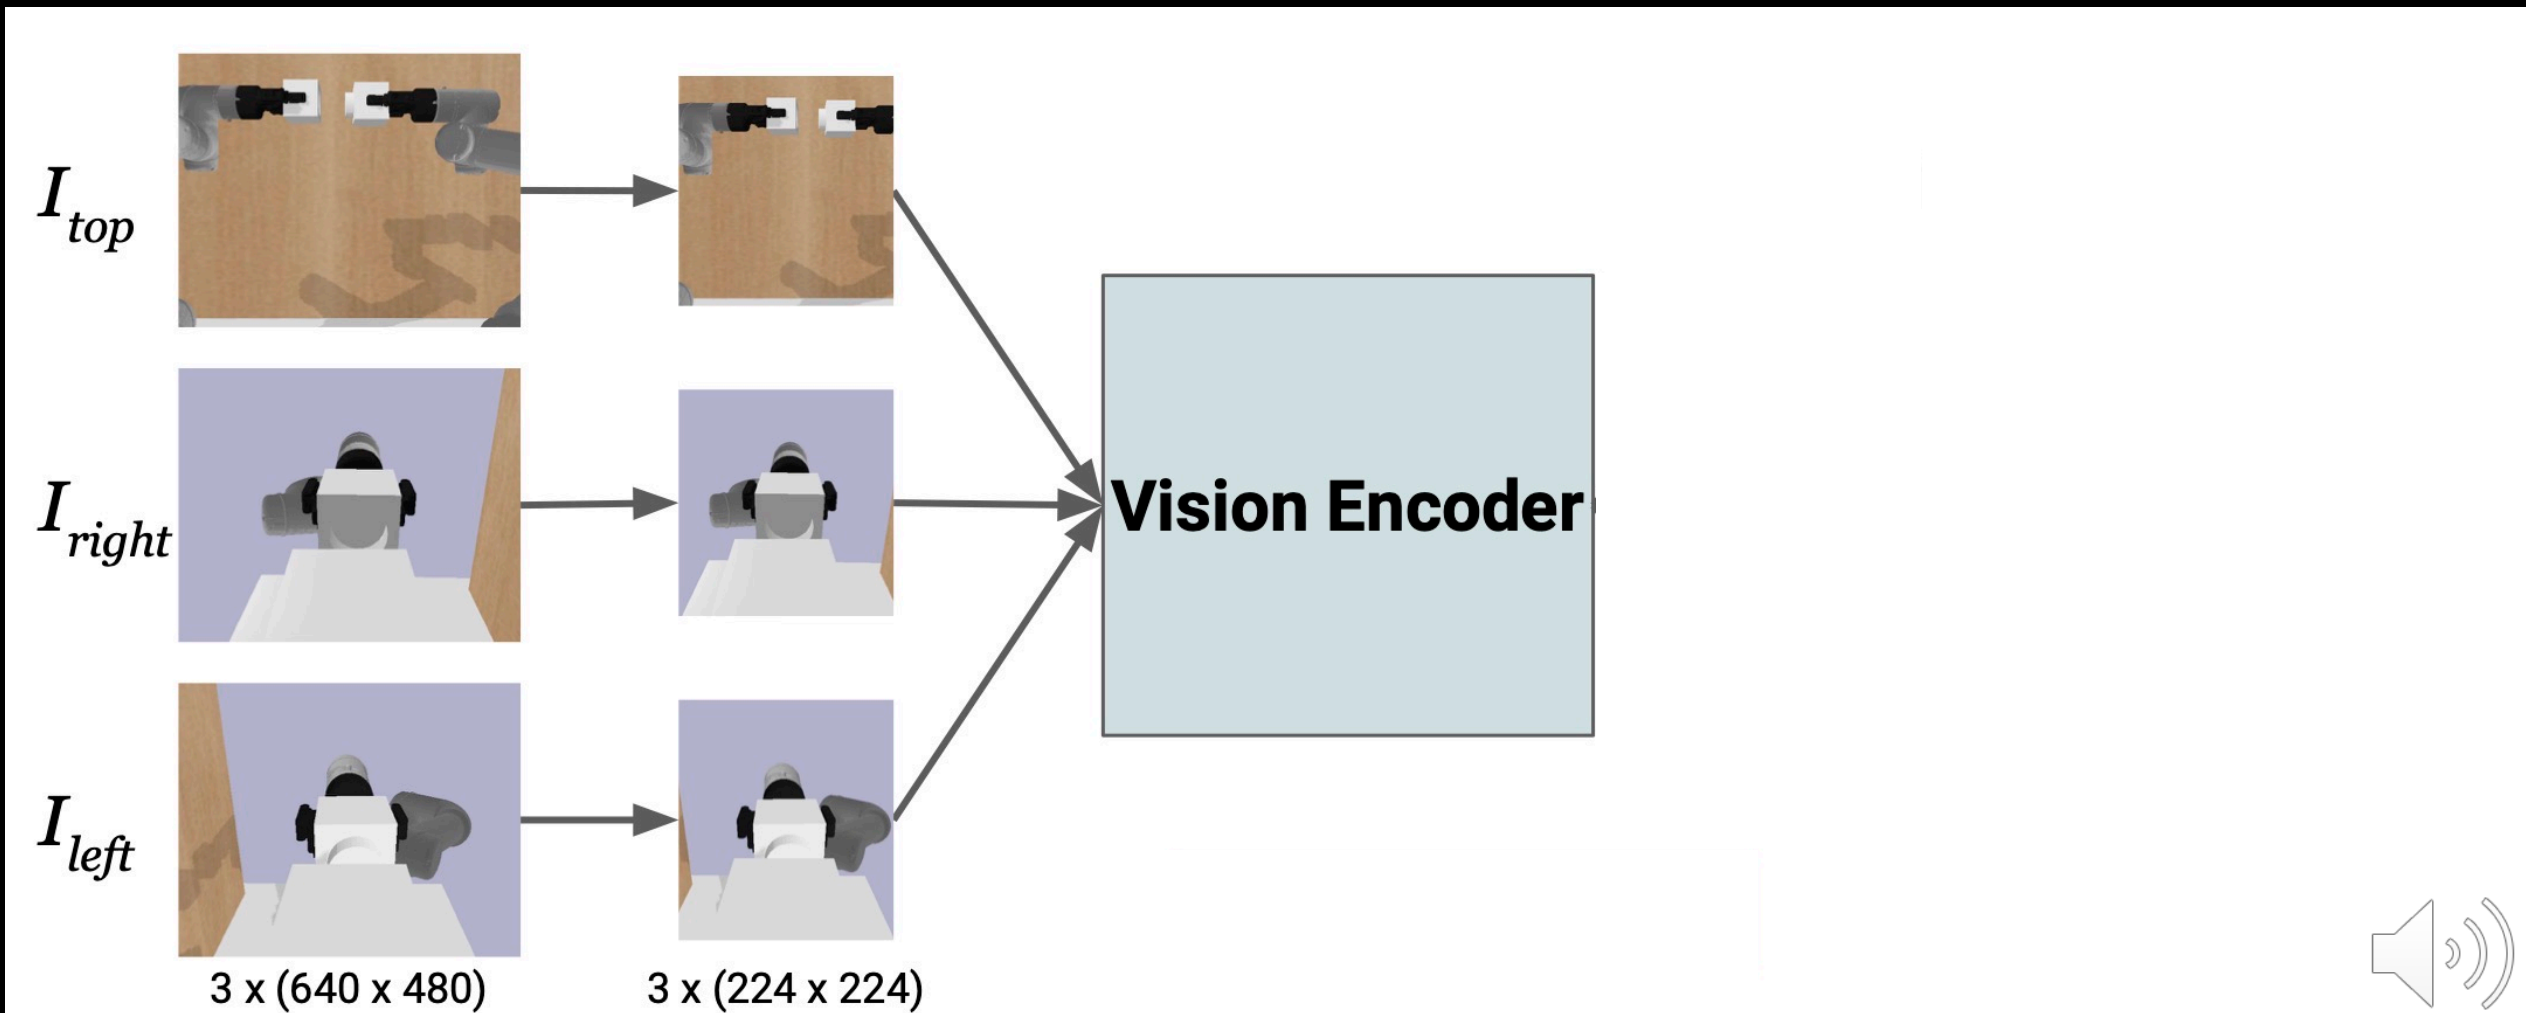 I_top
I_right
I_left
3 x (640 x 480)
3 x (224 x 224)
Vision Encoder